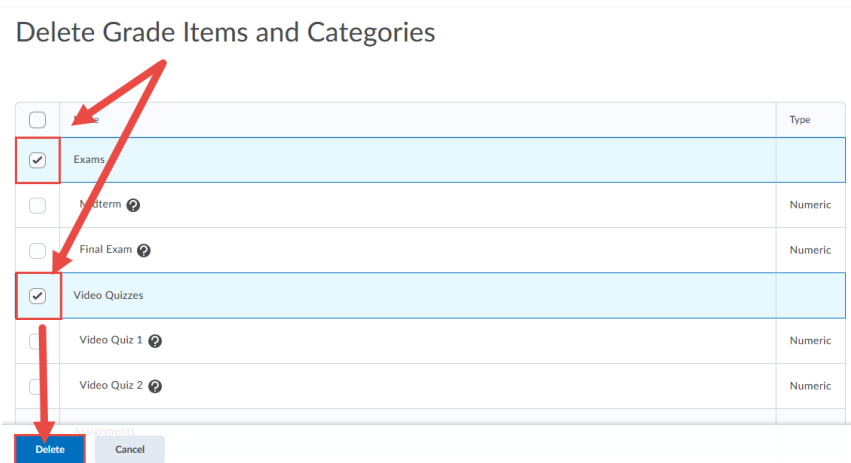 Delete Grade Items and Categories
Type
Exams
Midterm
Numeric
Final Exam
Numeric
Video Quizzes
Video Quiz 1
Numeric
Video Quiz 2
Numeric
Assignments
Delete Cancel